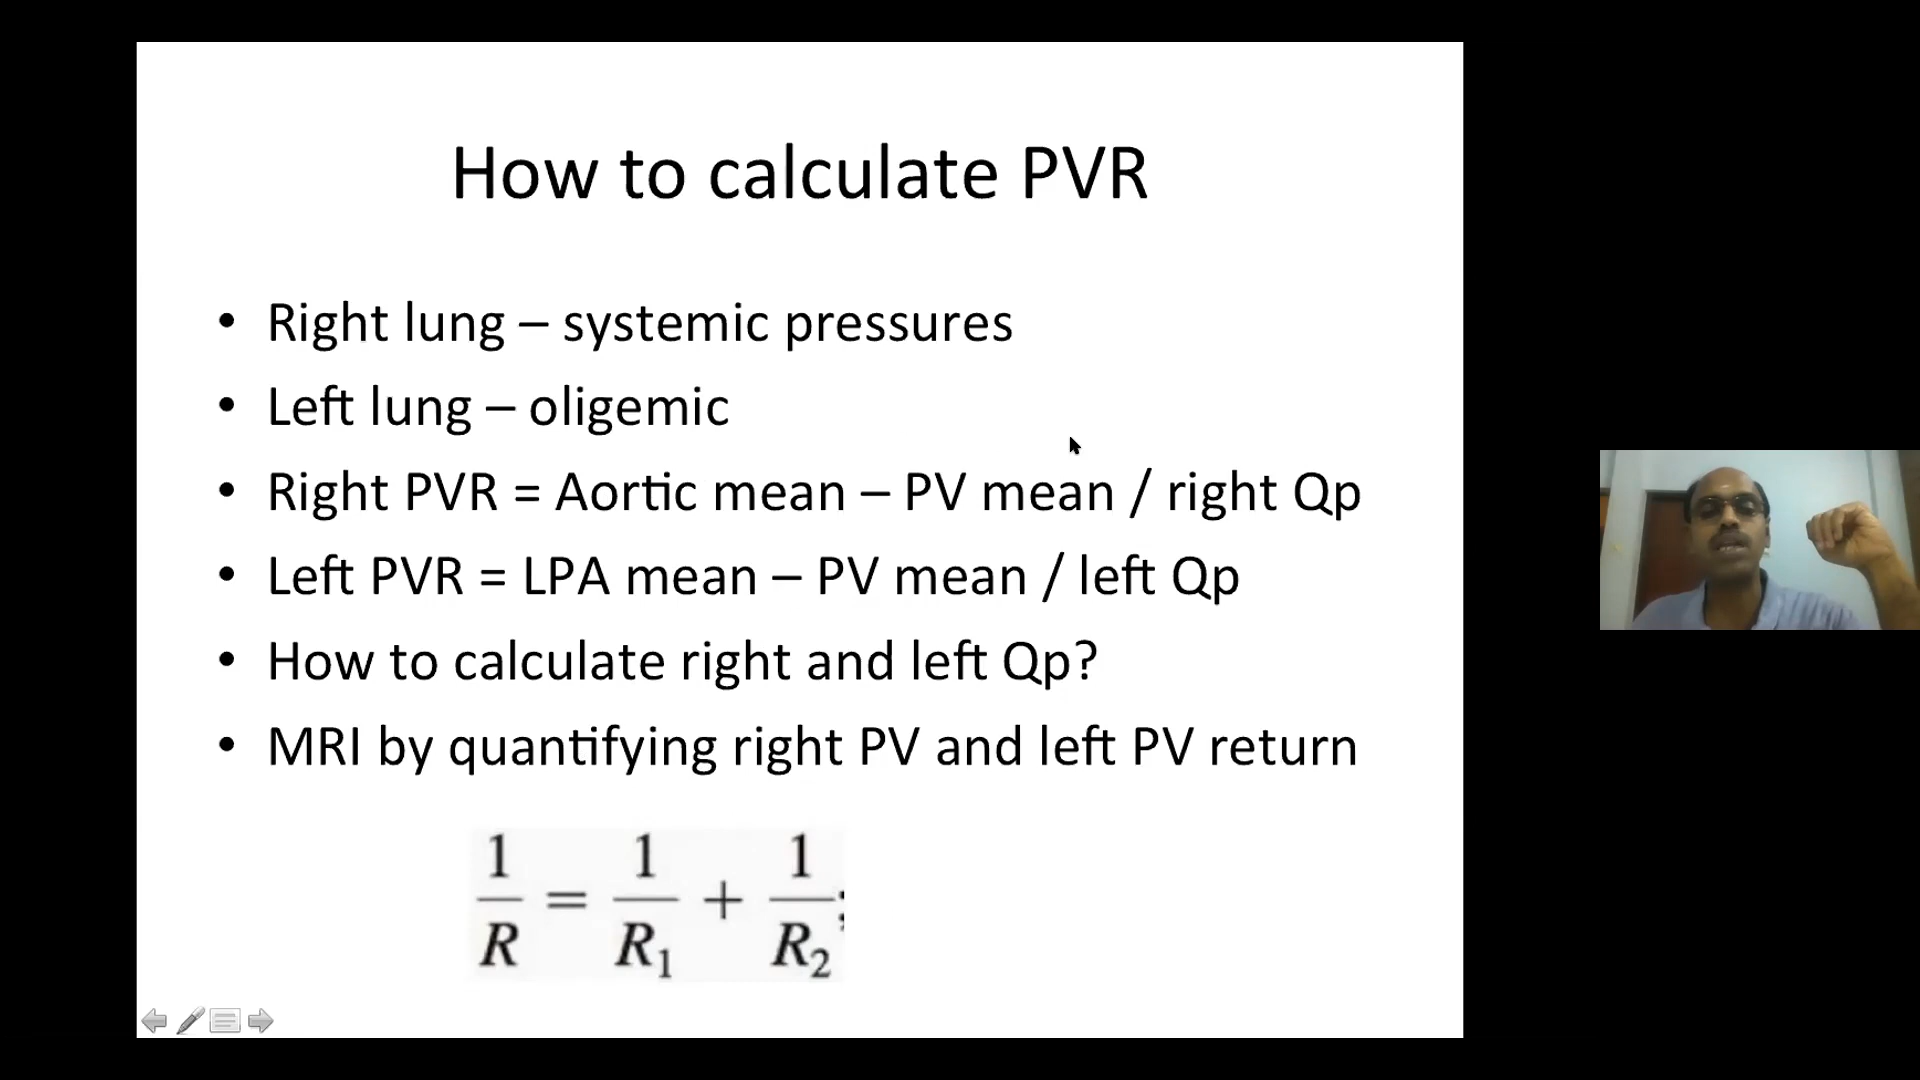 How to calculate PVR
• Right lung – systemic pressures
• Left lung – oligemic
• Right PVR = Aortic mean – PV mean / right Qp
• Left PVR = LPA mean – PV mean / left Qp
• How to calculate right and left Qp?
• MRI by quantifying right PV and left PV return
1/R = 1/R₁ + 1/R₂;